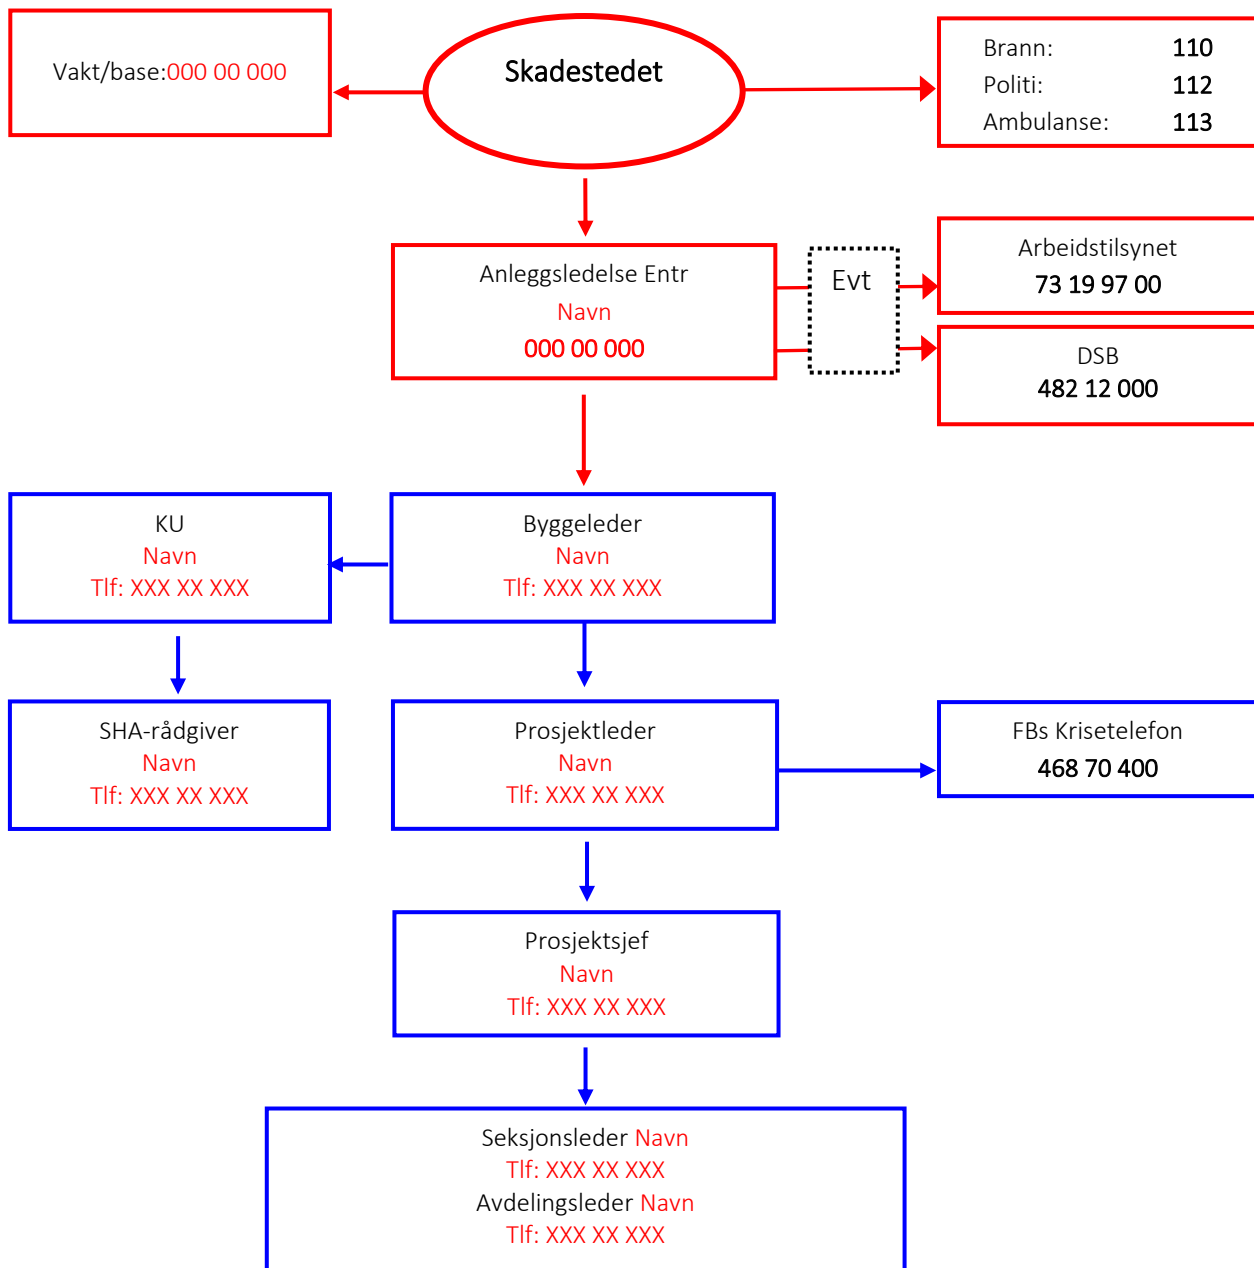 Vakt/base:000 00 000
Skadestedet
Brann: 110
Politi: 112
Ambulanse: 113
Anleggsledelse Entr
Navn
000 00 000
Evt
Arbeidstilsynet
73 19 97 00
DSB
482 12 000
KU
Navn
Tlf: XXX XX XXX
Byggeleder
Navn
Tlf: XXX XX XXX
SHA-rådgiver
Navn
Tlf: XXX XX XXX
Prosjektleder
Navn
Tlf: XXX XX XXX
FBs Krisetelefon
468 70 400
Prosjektsjef
Navn
Tlf: XXX XX XXX
Seksjonsleder Navn
Tlf: XXX XX XXX
Avdelingsleder Navn
Tlf: XXX XX XXX